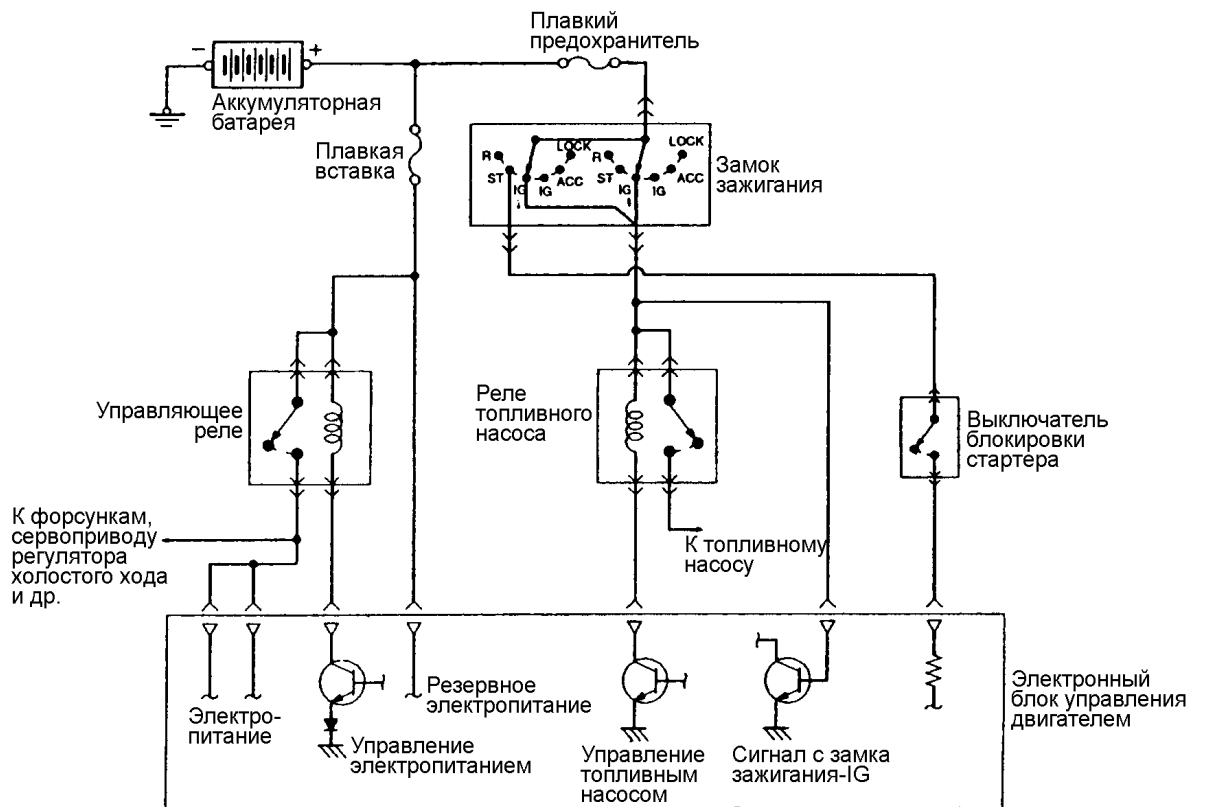 Плавкий
предохранитель
–
+
Аккумуляторная
батарея
Плавкая
вставка
LOCK
R
ST
IG
IG
ACC
LOCK
R
ST
IG
IG
ACC
Замок
зажигания
Управляющее
реле
Реле
топливного
насоса
Выключатель
блокировки
стартера
К форсункам,
сервоприводу
регулятора
холостого хода
и др.
К топливному
насосу
Электро-
питание
Резервное
электропитание
Управление
электропитанием
Управление
топливным
насосом
Сигнал с замка
зажигания-IG
Электронный
блок управления
двигателем